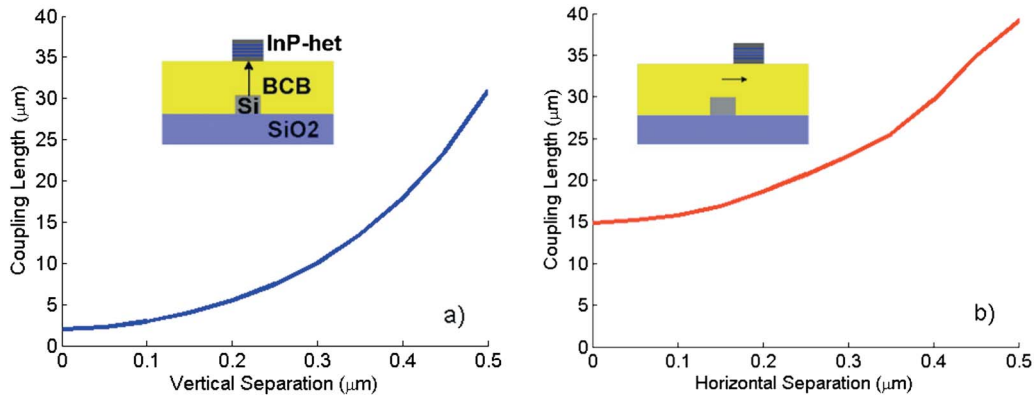 40
35
30
25
20
15
10
5
0
Coupling Length (μm)
InP-het
BCB
Si
SiO2
a)
0 0.1 0.2 0.3 0.4 0.5
Vertical Separation (μm)
40
35
30
25
20
15
10
5
0
Coupling Length (μm)
b)
0 0.1 0.2 0.3 0.4 0.5
Horizontal Separation (μm)